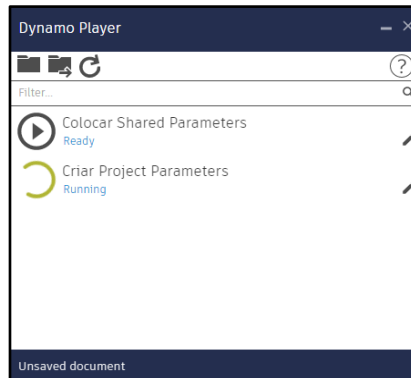 Dynamo Player
Filter...
Colocar Shared Parameters
Ready
Criar Project Parameters
Running
Unsaved document